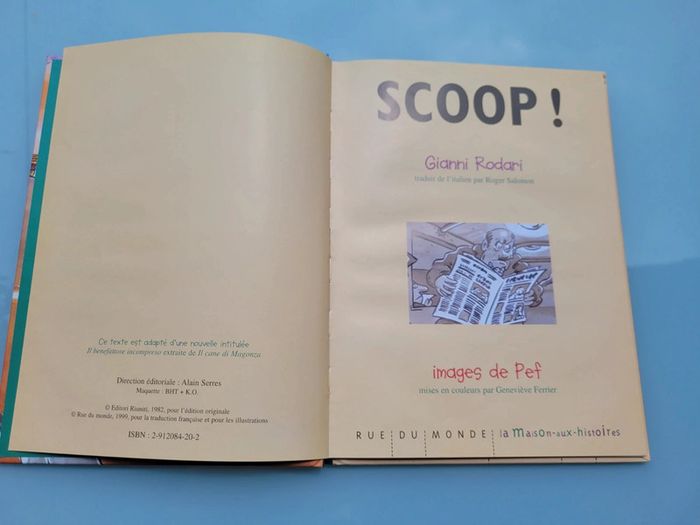 Ce texte est adapté d'une nouvelle intitulée
Il benefattore incompreso extraite de Il cane di Magonza
Direction éditoriale : Alain Serres
Maquette : BHT + K.O.
© Editori Riuniti, 1982, pour l'édition originale
© Rue du monde, 1999, pour la traduction française et pour les illustrations
ISBN : 2-912084-20-2
SCOOP !
Gianni Rodari
traduit de l'italien par Roger Salomon
images de Pef
mises en couleurs par Geneviève Ferrier
RUE DU MONDE la maison-aux-histoires